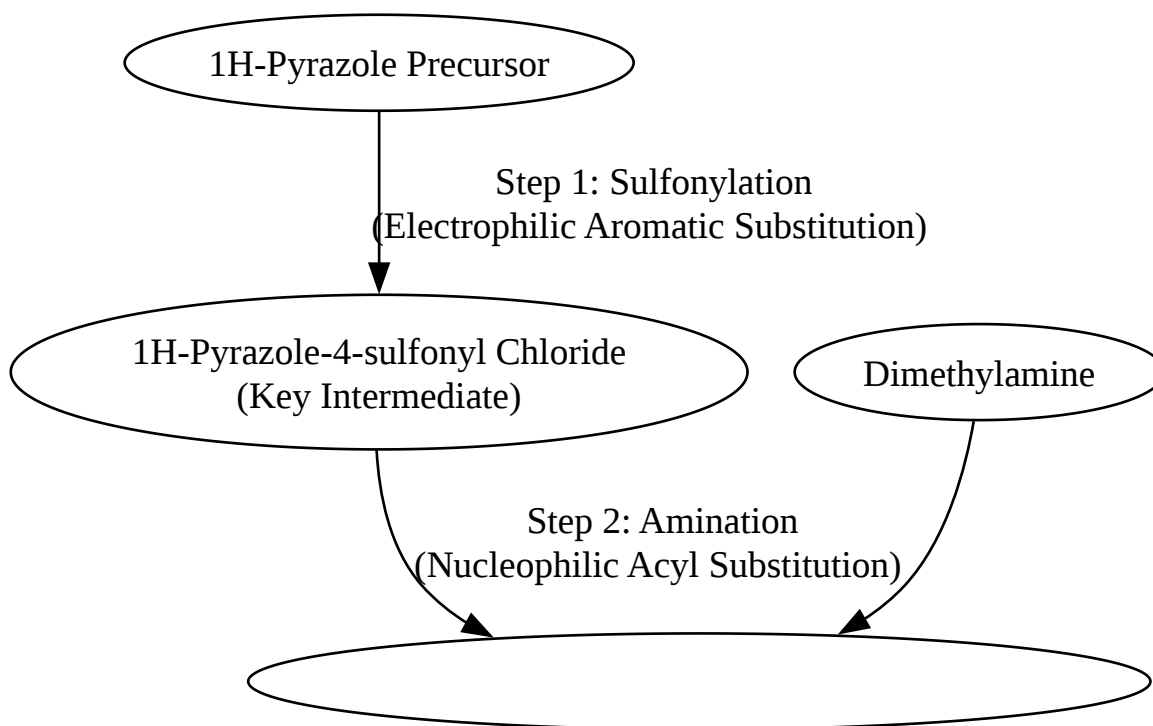 1H-Pyrazole Precursor
Step 1: Sulfonylation
(Electrophilic Aromatic Substitution)
1H-Pyrazole-4-sulfonyl Chloride
(Key Intermediate)
Dimethylamine
Step 2: Amination
(Nucleophilic Acyl Substitution)